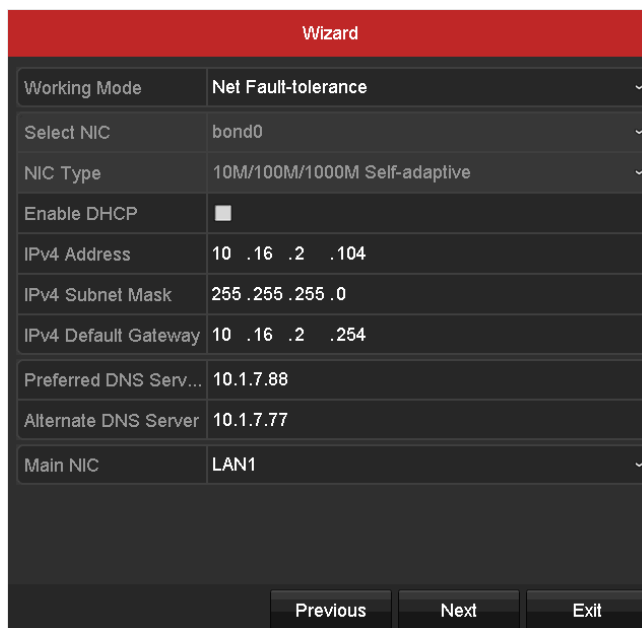 Wizard
Working Mode Net Fault-tolerance
Select NIC bond0
NIC Type 10M/100M/1000M Self-adaptive
Enable DHCP
IPv4 Address 10 .16 .2 .104
IPv4 Subnet Mask 255 .255 .255 .0
IPv4 Default Gateway 10 .16 .2 .254
Preferred DNS Serv... 10.1.7.88
Alternate DNS Server 10.1.7.77
Main NIC LAN1
Previous Next Exit